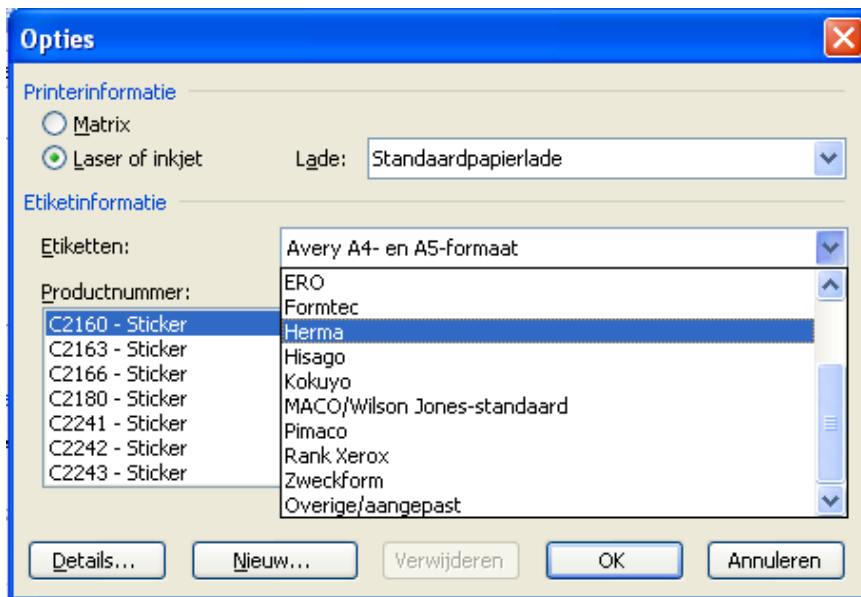 Opties
Printerinformatie
Matrix
Laser of inkjet
Lade:
Standaardpapierlade
Etiketinformatie
Etiketten:
Avery A4- en A5-formaat
Productnummer:
C2160 - Sticker
C2163 - Sticker
C2166 - Sticker
C2180 - Sticker
C2241 - Sticker
C2242 - Sticker
C2243 - Sticker
ERO
Formtec
Herma
Hisago
Kokuyo
MACO/Wilson Jones-standaard
Pimaco
Rank Xerox
Zweckform
Overige/aangepast
Details...
Nieuw...
Verwijderen
OK
Annuleren